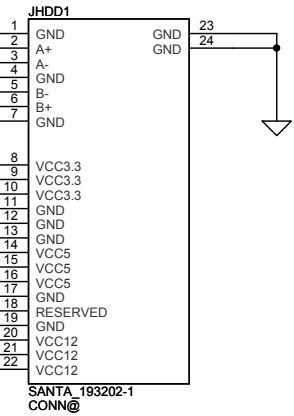 JHDD1
1 GND GND 23
2 A+ GND 24
3 A-
4 GND
5 B-
6 B+
7 GND
8 VCC3.3
9 VCC3.3
10 VCC3.3
11 GND
12 GND
13 GND
14 VCC5
15 VCC5
16 VCC5
17 GND
18 RESERVED
19 GND
20 VCC12
21 VCC12
22 VCC12
SANTA_193202-1
CONN@